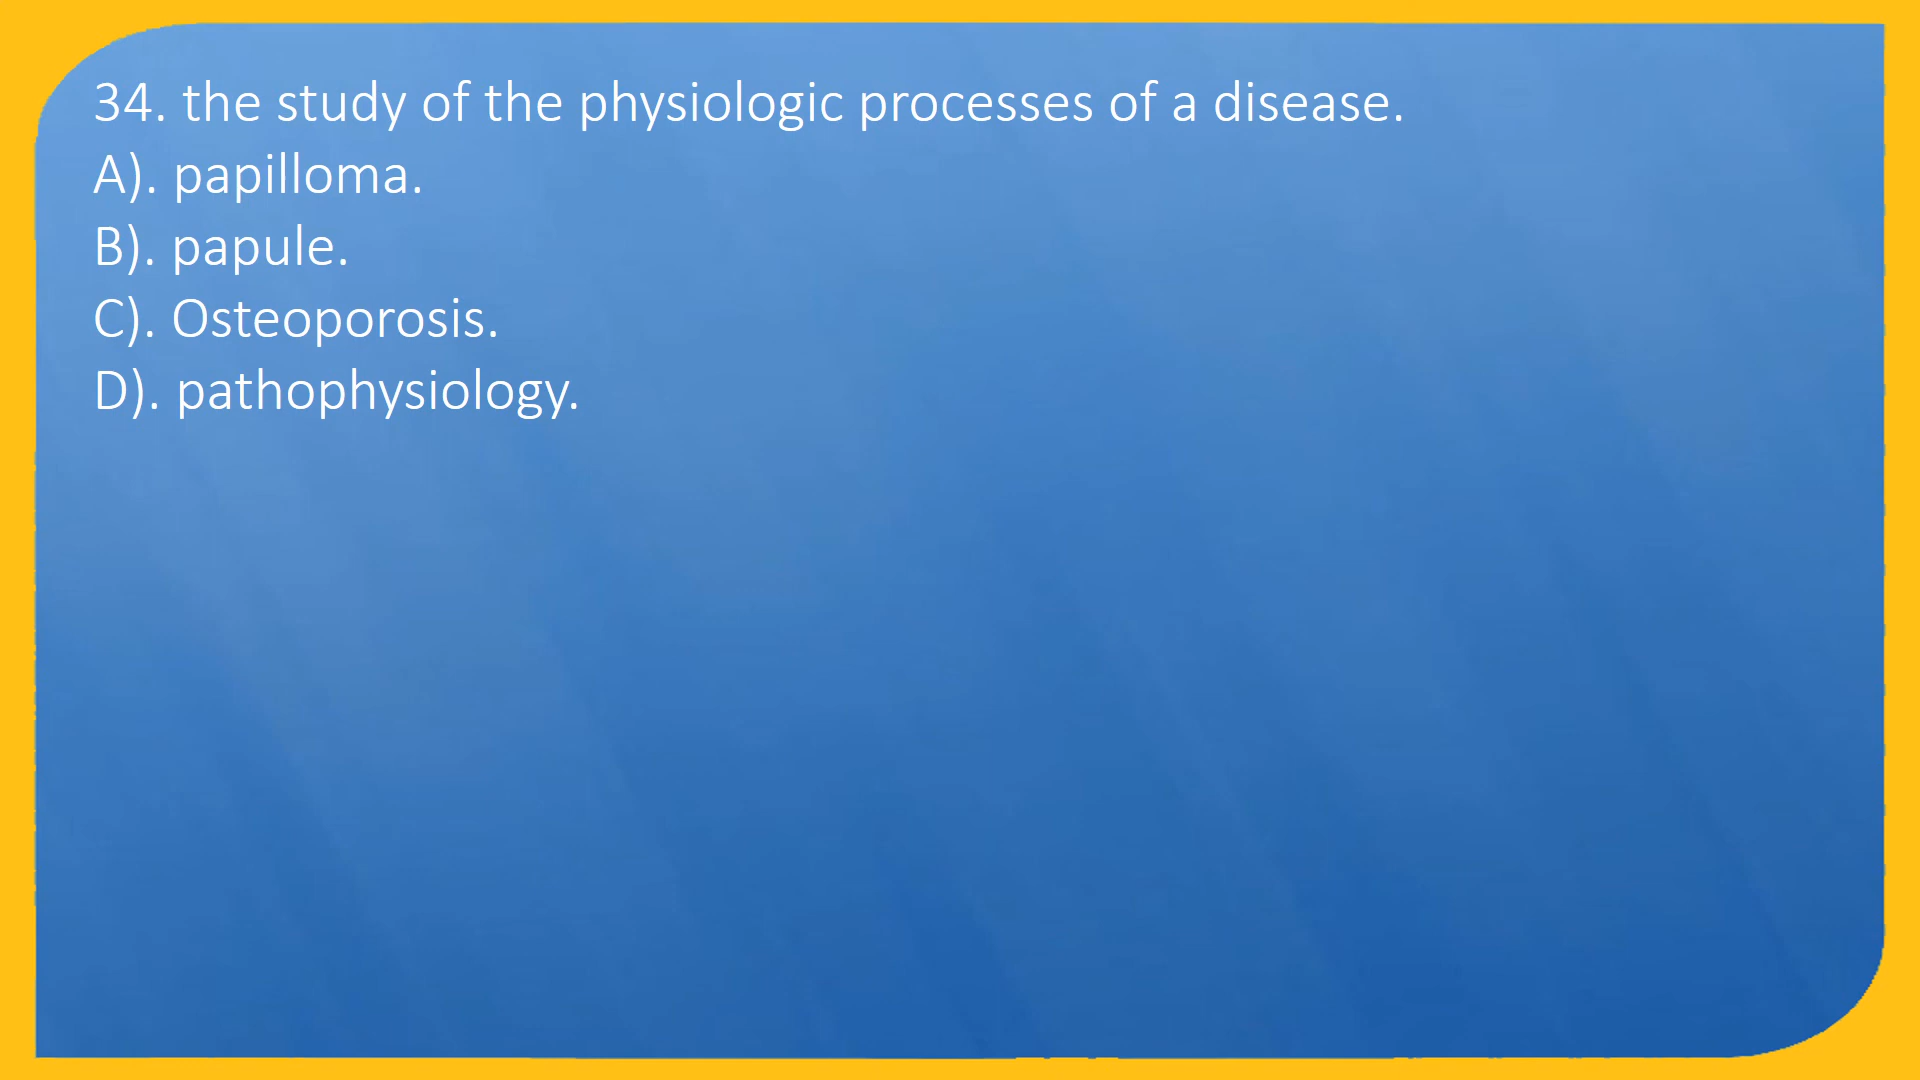 34. the study of the physiologic processes of a disease.
A). papilloma.
B). papule.
C). Osteoporosis.
D). pathophysiology.